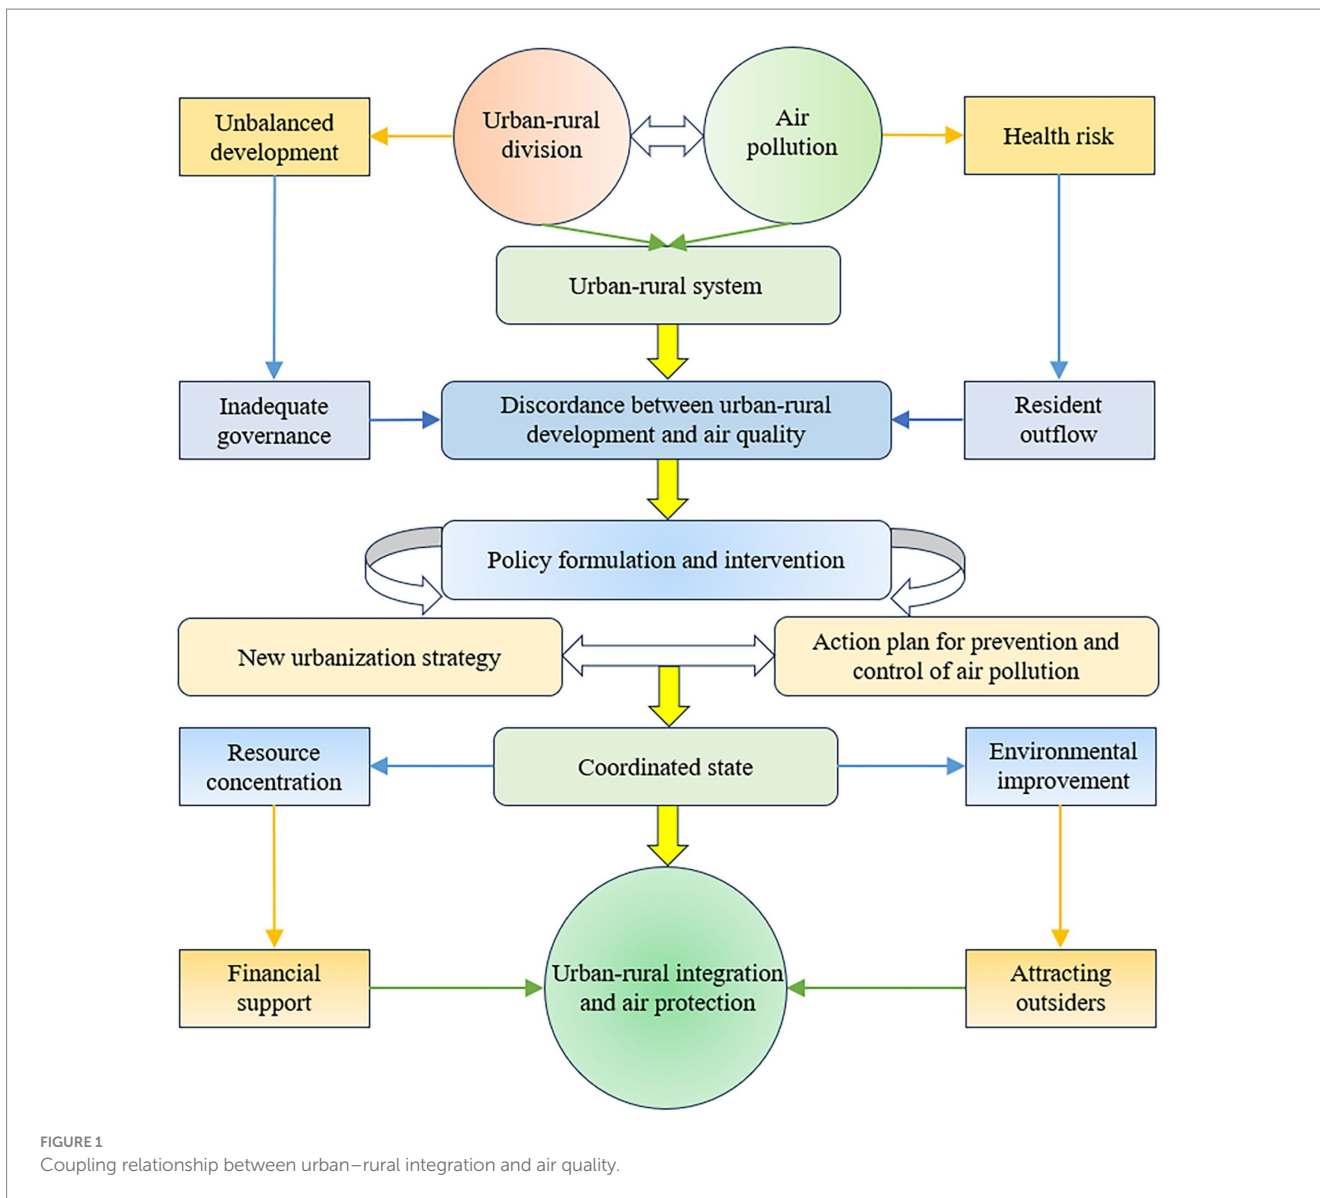 Unbalanced
development
Urban-rural
division
Air
pollution
Health risk
Urban-rural system
Inadequate
governance
Discordance between urban-rural
development and air quality
Resident
outflow
Policy formulation and intervention
New urbanization strategy
Action plan for prevention and
control of air pollution
Resource
concentration
Coordinated state
Environmental
improvement
Financial
support
Urban-rural integration
and air protection
Attracting
outsiders
FIGURE 1
Coupling relationship between urban–rural integration and air quality.